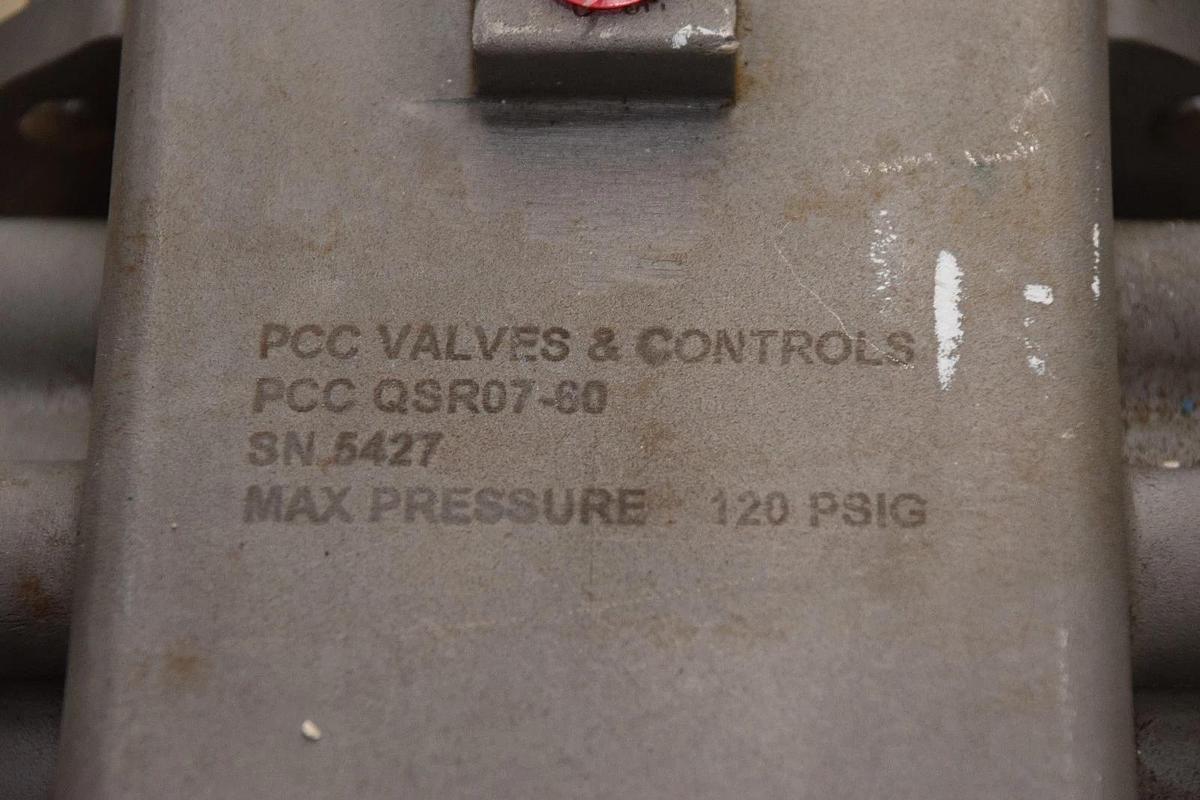 PCC VALVES & CONTROLS
PCC QSR07-60
SN 5427
MAX PRESSURE 120 PSIG